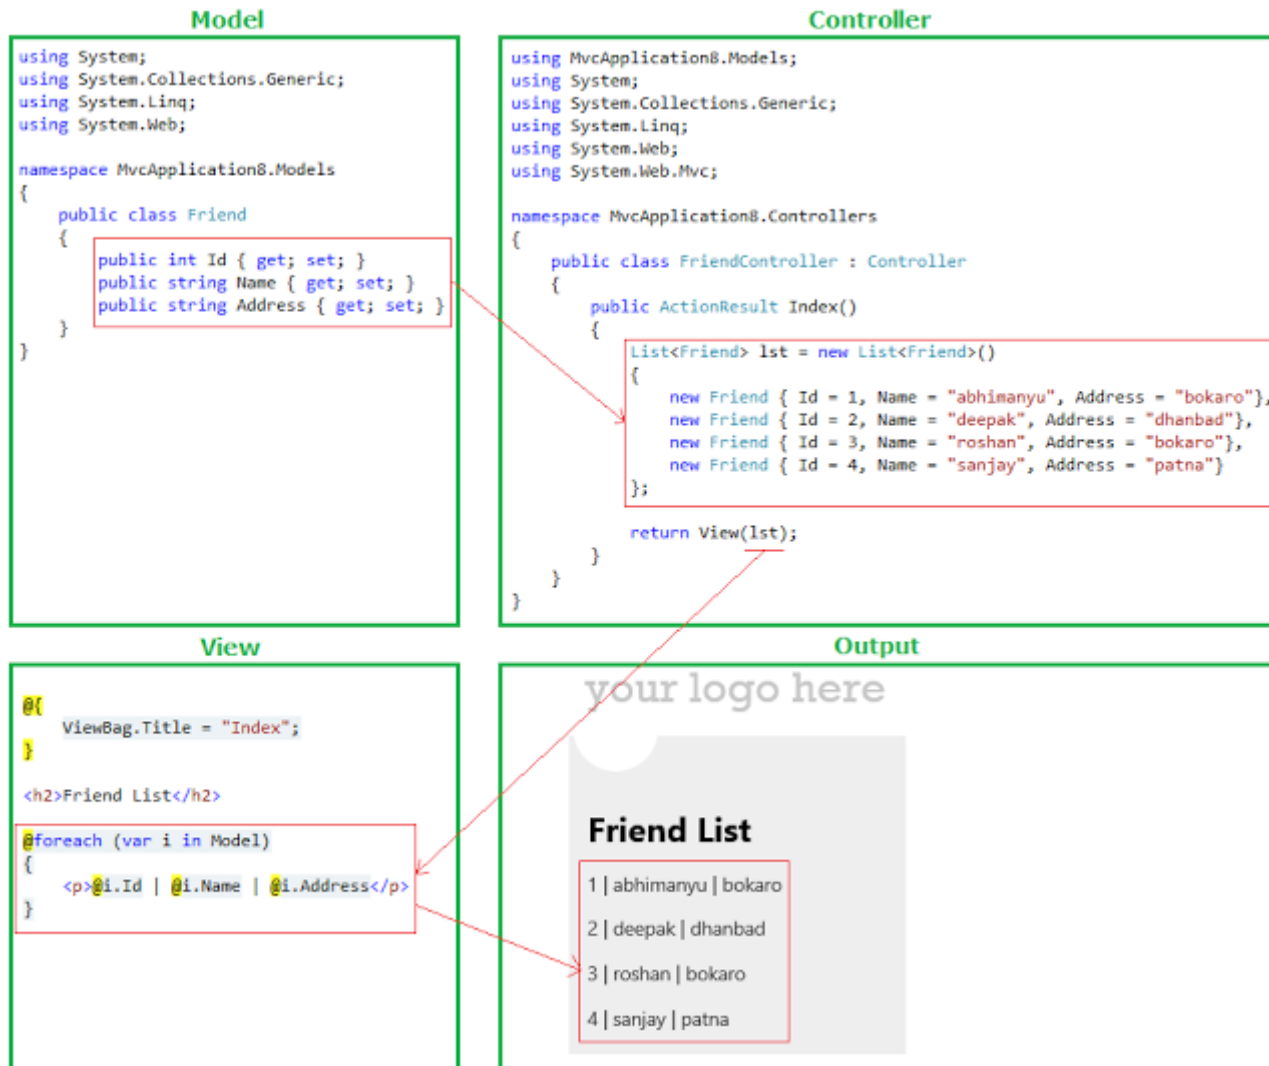 Model
using System;
using System.Collections.Generic;
using System.Linq;
using System.Web;
namespace MvcApplication8.Models
{
public class Friend
{
public int Id { get; set; }
public string Name { get; set; }
public string Address { get; set; }
}
}
Controller
using MvcApplication8.Models;
using System;
using System.Collections.Generic;
using System.Linq;
using System.Web;
using System.Web.Mvc;
namespace MvcApplication8.Controllers
{
public class FriendController : Controller
{
public ActionResult Index()
{
List<Friend> lst = new List<Friend>()
{
new Friend { Id = 1, Name = "abhimanyu", Address = "bokaro"},
new Friend { Id = 2, Name = "deepak", Address = "dhanbad"},
new Friend { Id = 3, Name = "roshan", Address = "bokaro"},
new Friend { Id = 4, Name = "sanjay", Address = "patna"}
};
return View(lst);
}
}
}
View
@{
ViewBag.Title = "Index";
}
<h2>Friend List</h2>
@foreach (var i in Model)
{
<p>@i.Id | @i.Name | @i.Address</p>
}
Output
your logo here
Friend List
1 | abhimanyu | bokaro
2 | deepak | dhanbad
3 | roshan | bokaro
4 | sanjay | patna